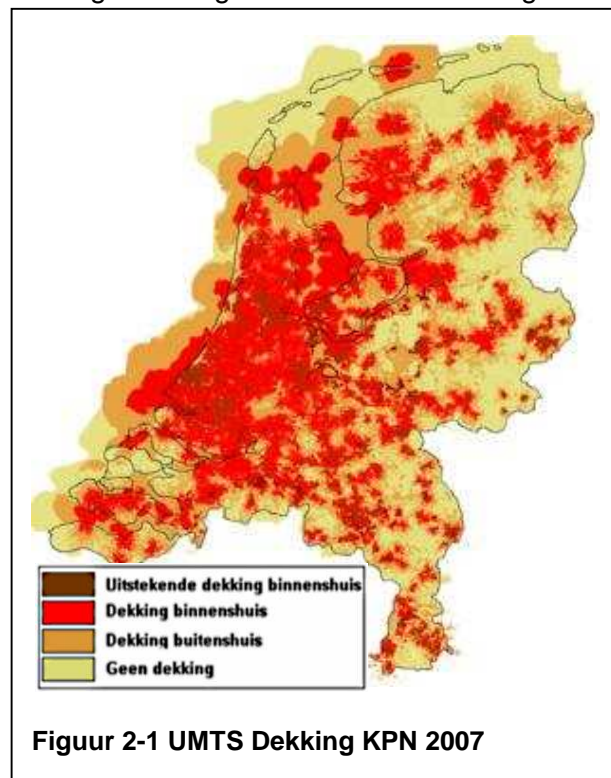 Uitstekende dekking binnenshuis
Dekking binnenshuis
Dekking buitenshuis
Geen dekking
Figuur 2-1 UMTS Dekking KPN 2007